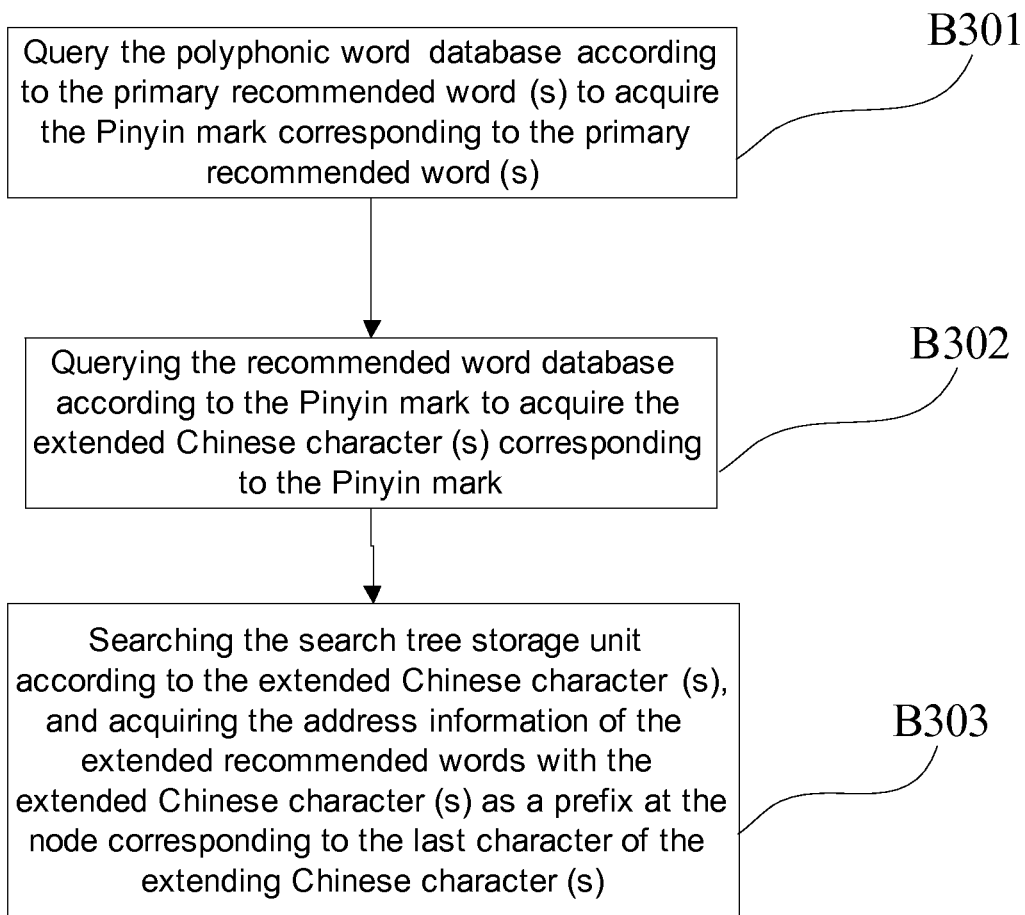 B301
Query the polyphonic word database according
to the primary recommended word (s) to acquire
the Pinyin mark corresponding to the primary
recommended word (s)
B302
Querying the recommended word database
according to the Pinyin mark to acquire the
extended Chinese character (s) corresponding
to the Pinyin mark
Searching the search tree storage unit
according to the extended Chinese character (s),
and acquiring the address information of the
extended recommended words with the
extended Chinese character (s) as a prefix at the
node corresponding to the last character of the
extending Chinese character (s)
B303